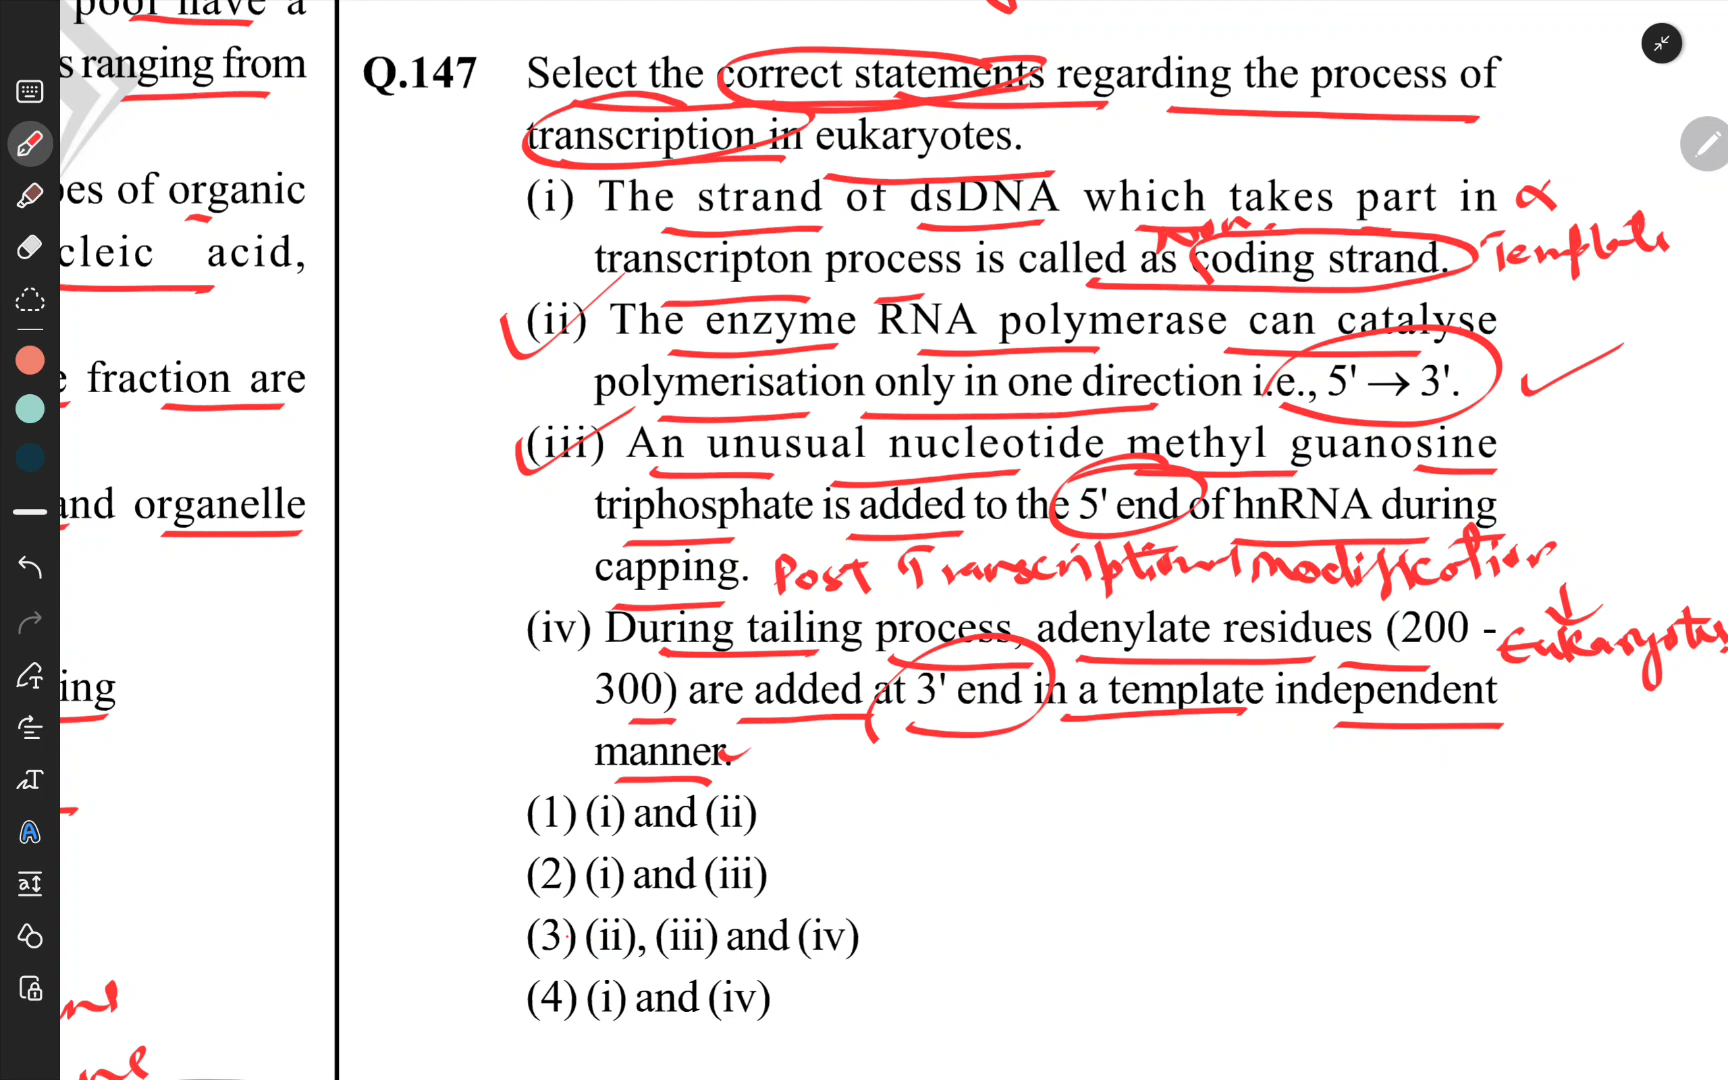 pool have a
s ranging from
pes of organic
cleic acid,
e fraction are
and organelle
ing
Q.147 Select the correct statements regarding the process of
transcription in eukaryotes.
(i) The strand of dsDNA which takes part in
transcripton process is called as coding strand.
Non
Template
(ii) The enzyme RNA polymerase can catalyse
polymerisation only in one direction i.e., 5' → 3'.
(iii) An unusual nucleotide methyl guanosine
triphosphate is added to the 5' end of hnRNA during
capping. Post Transcriptional modification
Eukaryotes
(iv) During tailing process, adenylate residues (200 -
300) are added at 3' end in a template independent
manner.
(1) (i) and (ii)
(2) (i) and (iii)
(3) (ii), (iii) and (iv)
(4) (i) and (iv)